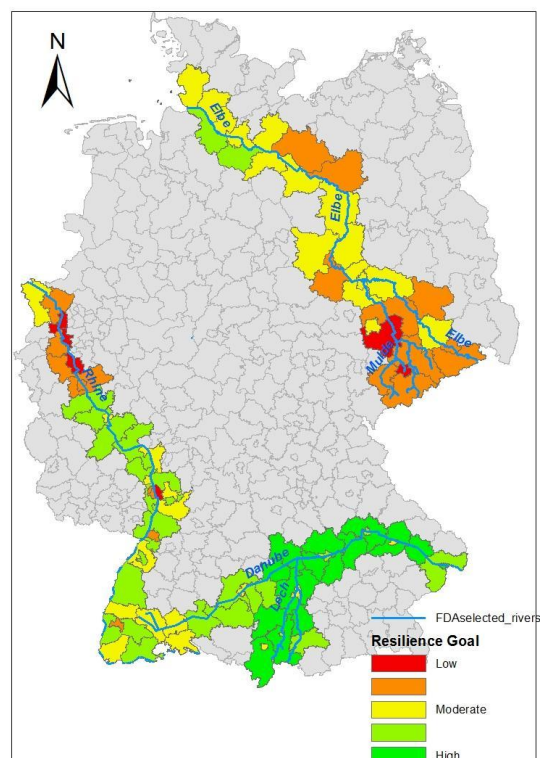 N
Elbe
Elbe
Elbe
Mulde
Rhine
Danube
Lech
FDAselected_rivers
Resilience Goal
Low
Moderate
High